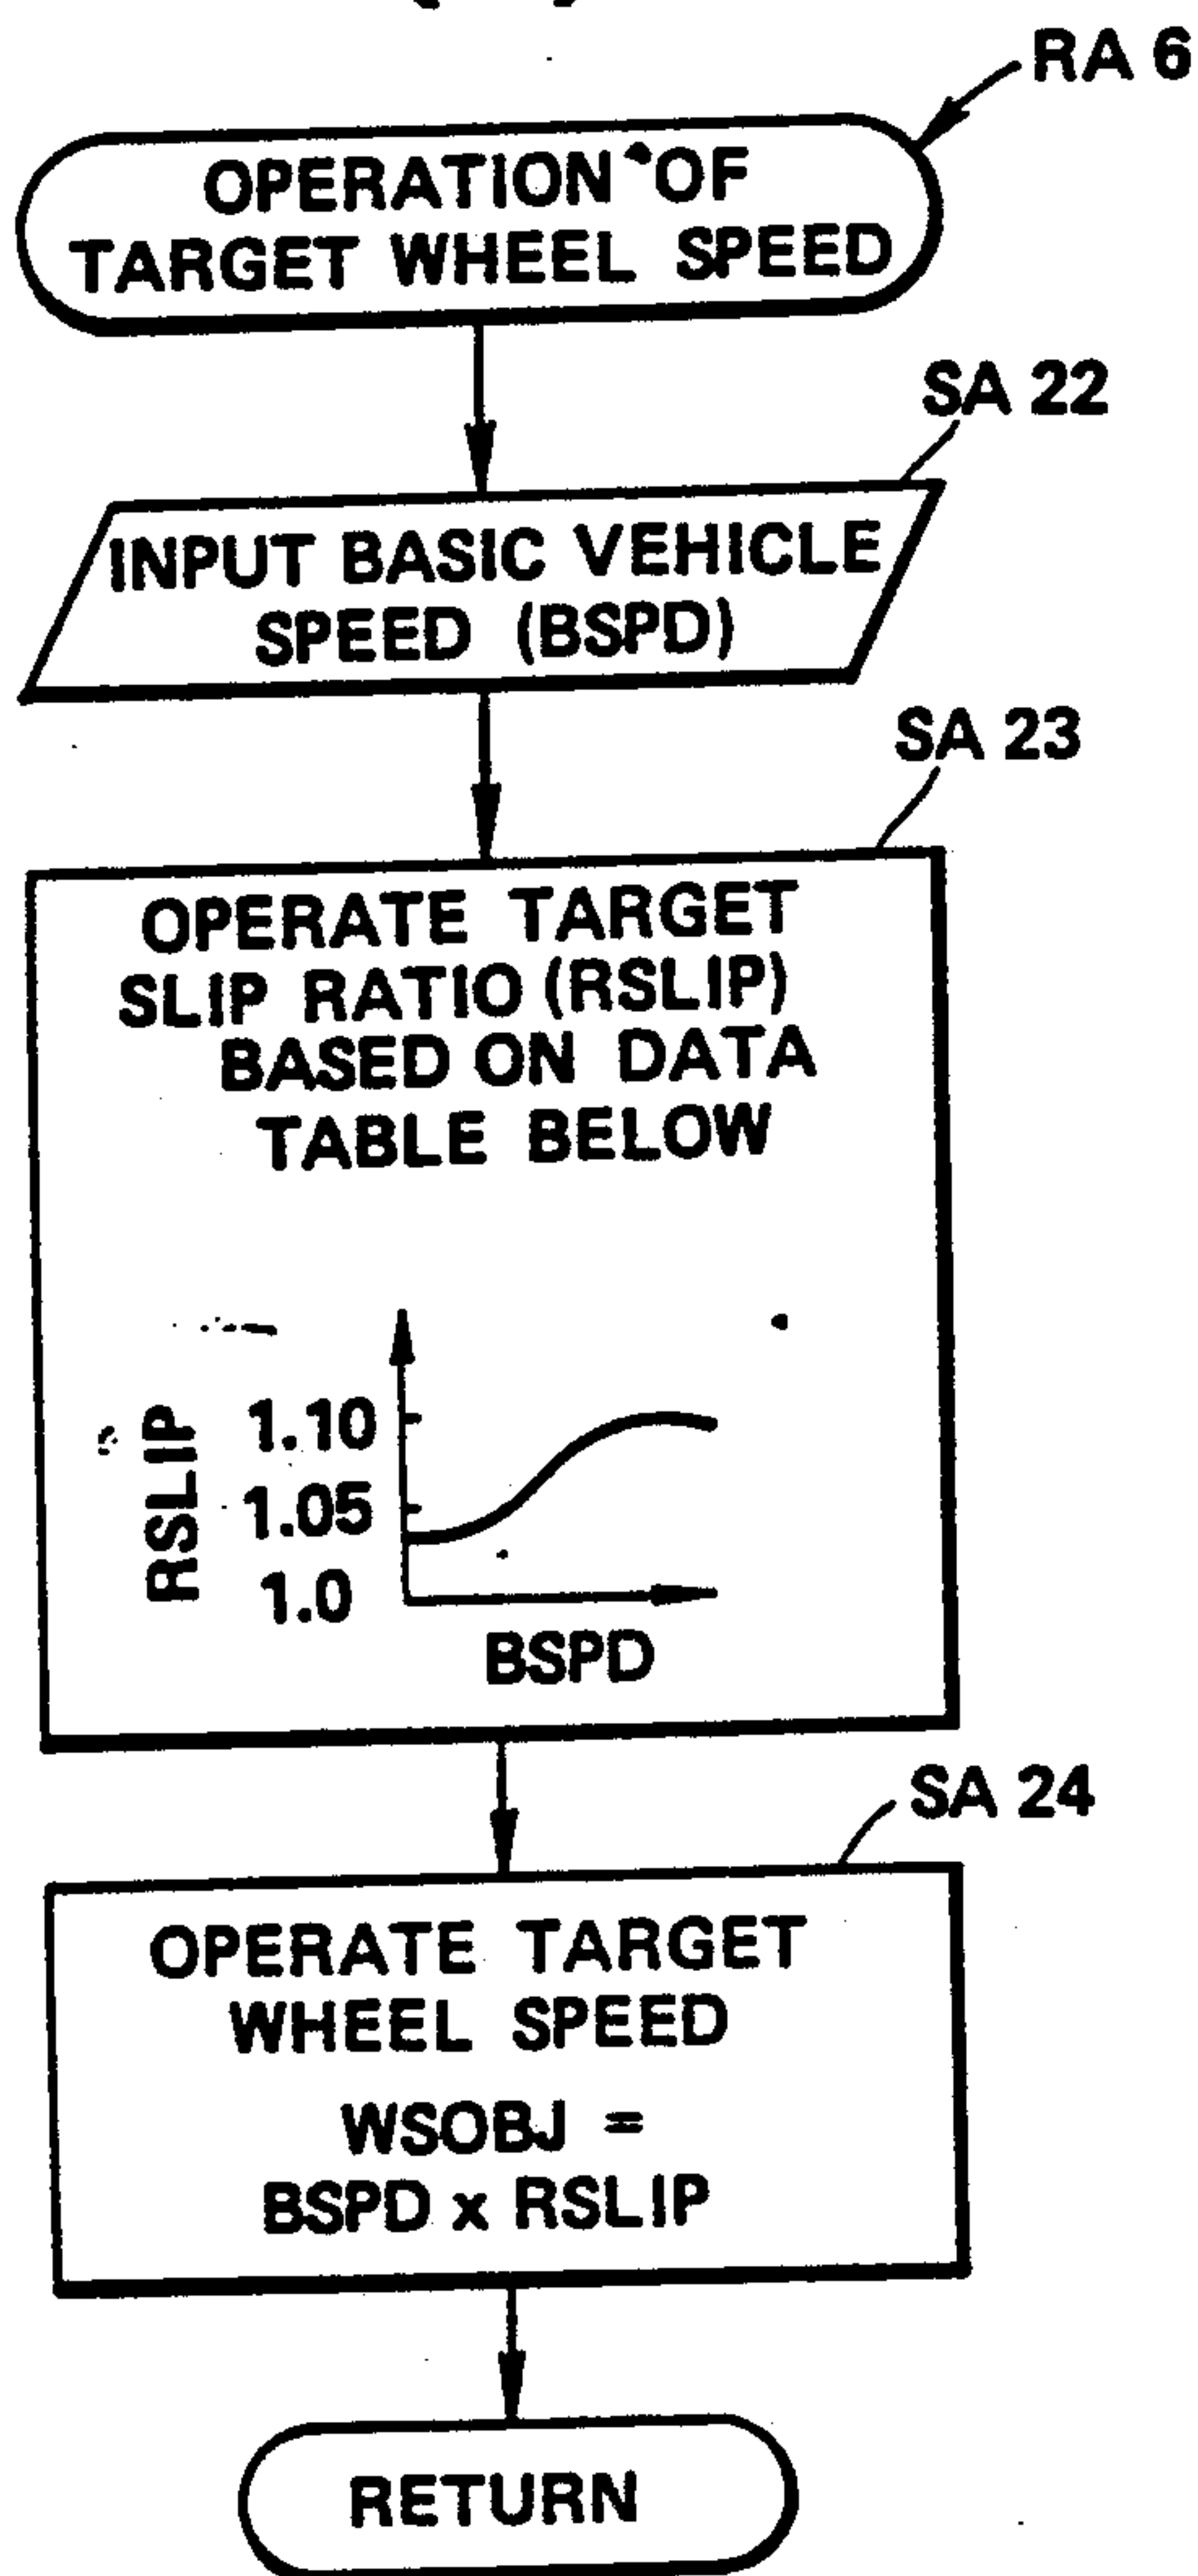 RA 6
OPERATION OF
TARGET WHEEL SPEED
SA 22
INPUT BASIC VEHICLE
SPEED (BSPD)
SA 23
OPERATE TARGET
SLIP RATIO (RSLIP)
BASED ON DATA
TABLE BELOW
RSLIP
1.10
1.05
1.0
BSPD
SA 24
OPERATE TARGET
WHEEL SPEED
WSOBJ =
BSPD x RSLIP
RETURN